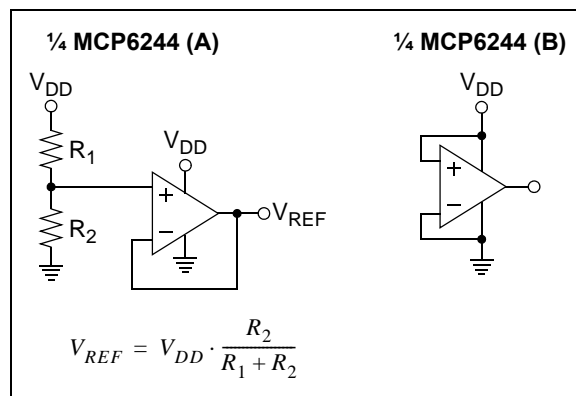 ¼ MCP6244 (A)
V_DD
R_1
R_2
V_DD
+
–
V_REF
V_REF = V_DD · R_2 / (R_1 + R_2)
¼ MCP6244 (B)
V_DD
+
–